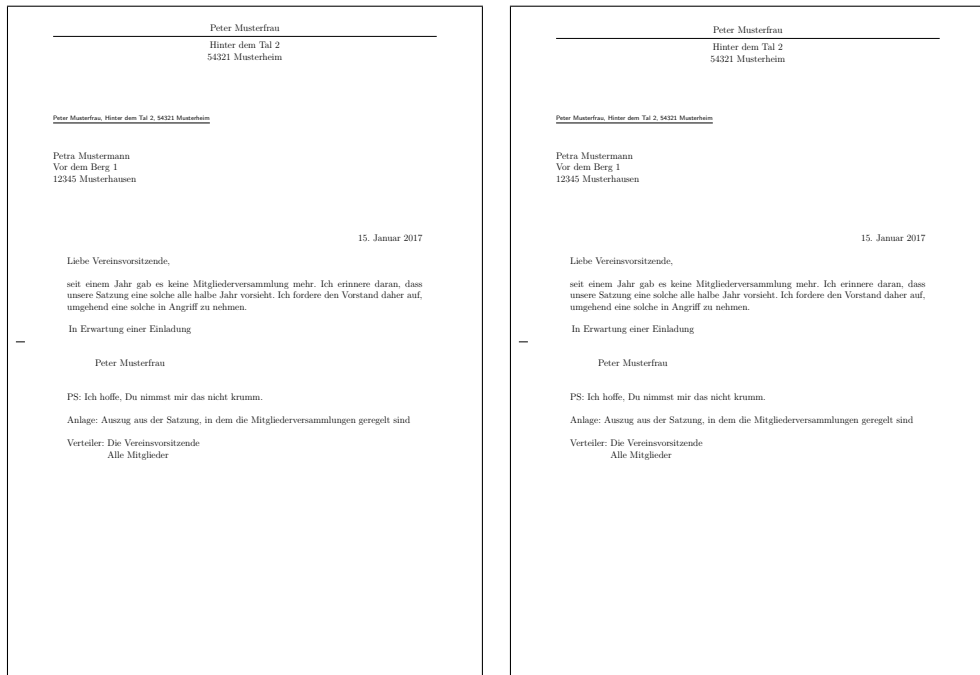 Peter Musterfrau
Hinter dem Tal 2
54321 Musterheim
Peter Musterfrau, Hinter dem Tal 2, 54321 Musterheim
Petra Mustermann
Vor dem Berg 1
12345 Musterhausen
15. Januar 2017
Liebe Vereinsvorsitzende,
seit einem Jahr gab es keine Mitgliederversammlung mehr. Ich erinnere daran, dass
unsere Satzung eine solche alle halbe Jahr vorsieht. Ich fordere den Vorstand daher auf,
umgehend eine solche in Angriff zu nehmen.
In Erwartung einer Einladung
Peter Musterfrau
PS: Ich hoffe, Du nimmst mir das nicht krumm.
Anlage: Auszug aus der Satzung, in dem die Mitgliederversammlungen geregelt sind
Verteiler: Die Vereinsvorsitzende
Alle Mitglieder
Peter Musterfrau
Hinter dem Tal 2
54321 Musterheim
Peter Musterfrau, Hinter dem Tal 2, 54321 Musterheim
Petra Mustermann
Vor dem Berg 1
12345 Musterhausen
15. Januar 2017
Liebe Vereinsvorsitzende,
seit einem Jahr gab es keine Mitgliederversammlung mehr. Ich erinnere daran, dass
unsere Satzung eine solche alle halbe Jahr vorsieht. Ich fordere den Vorstand daher auf,
umgehend eine solche in Angriff zu nehmen.
In Erwartung einer Einladung
Peter Musterfrau
PS: Ich hoffe, Du nimmst mir das nicht krumm.
Anlage: Auszug aus der Satzung, in dem die Mitgliederversammlungen geregelt sind
Verteiler: Die Vereinsvorsitzende
Alle Mitglieder